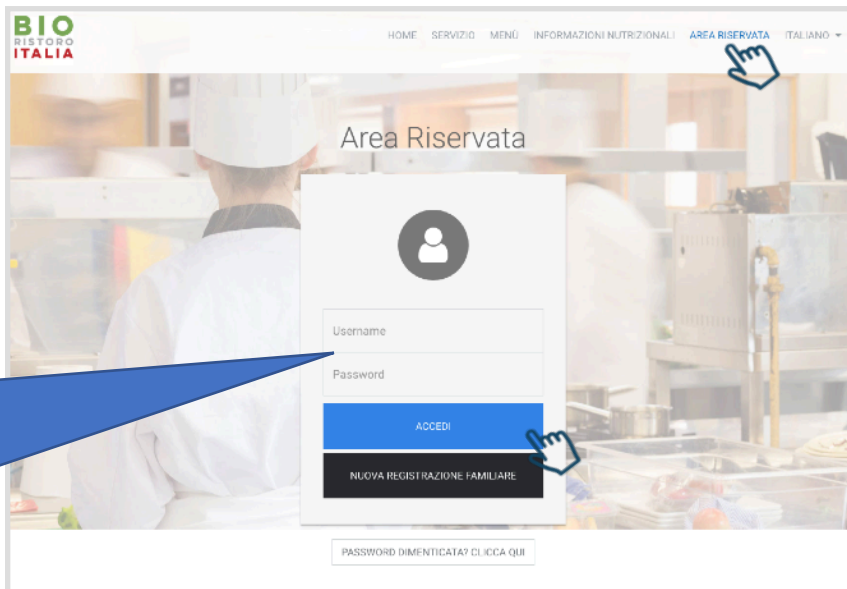 BIO
RISTORO
ITALIA
HOME SERVIZIO MENÙ INFORMAZIONI NUTRIZIONALI AREA RISERVATA ITALIANO
Area Riservata
Username
Password
ACCEDI
NUOVA REGISTRAZIONE FAMILIARE
PASSWORD DIMENTICATA? CLICCA QUI